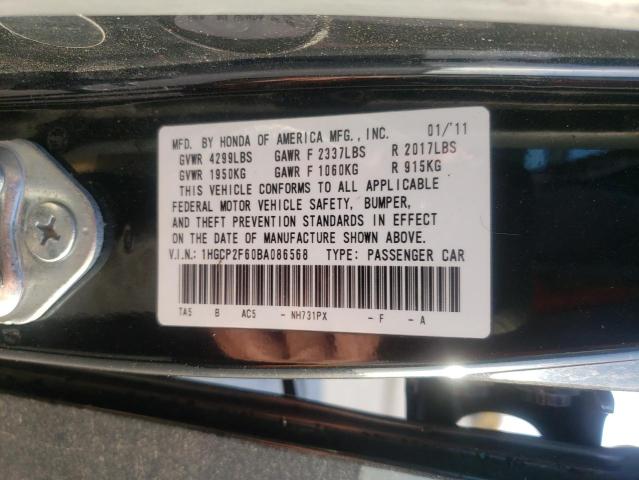 MFD. BY HONDA OF AMERICA MFG., INC. 01/'11
GVWR 4299LBS GAWR F 2337LBS R 2017LBS
GVWR 1950KG GAWR F 1060KG R 915KG
THIS VEHICLE CONFORMS TO ALL APPLICABLE
FEDERAL MOTOR VEHICLE SAFETY, BUMPER,
AND THEFT PREVENTION STANDARDS IN EFFECT
ON THE DATE OF MANUFACTURE SHOWN ABOVE.
V.I.N.: 1HGCP2F60BA086568 TYPE: PASSENGER CAR
TA5 B AC5 - NH731PX - F - A